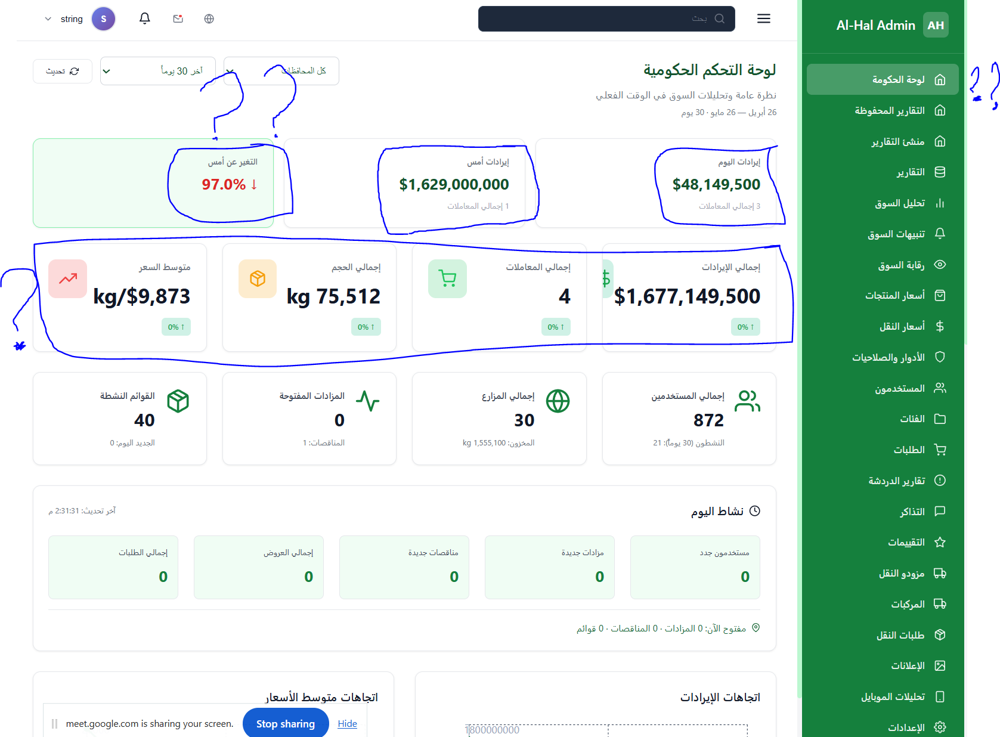 Al-Hal Admin AH
string S
بحث
لوحة الحكومة
التقارير المحفوظة
منشئ التقارير
التقارير
تحليل السوق
تنبيهات السوق
رقابة السوق
أسعار المنتجات
أسعار النقل
الأدوار والصلاحيات
المستخدمون
الفئات
الطلبات
تقارير الدردشة
التذاكر
التقييمات
مزودو النقل
المركبات
طلبات النقل
الإعلانات
تحليلات الموبايل
الإعدادات
? ?
لوحة التحكم الحكومية
نظرة عامة وتحليلات السوق في الوقت الفعلي
26 أبريل — 26 مايو · 30 يوم
كل المحافظات
آخر 30 يوماً
تحديث
? ?
إيرادات اليوم
$48,149,500
3 إجمالي المعاملات
إيرادات أمس
$1,629,000,000
1 إجمالي المعاملات
التغير عن أمس
↓ 97.0%
إجمالي الإيرادات
$1,677,149,500
0% ↑
إجمالي المعاملات
4
0% ↑
إجمالي الحجم
kg 75,512
0% ↑
متوسط السعر
kg/$9,873
0% ↑
?
إجمالي المستخدمين
872
النشطون (30 يوماً): 21
إجمالي المزارع
30
المخزون: 1,555,100 kg
المزادات المفتوحة
0
المناقصات: 1
القوائم النشطة
40
الجديد اليوم: 0
نشاط اليوم
آخر تحديث: 2:31:31 م
مستخدمون جدد
0
مزادات جديدة
0
مناقصات جديدة
0
إجمالي العروض
0
إجمالي الطلبات
0
مفتوح الآن: 0 المزادات · 0 المناقصات · 0 قوائم
اتجاهات الإيرادات
1800000000
اتجاهات متوسط الأسعار
meet.google.com is sharing your screen. Stop sharing Hide